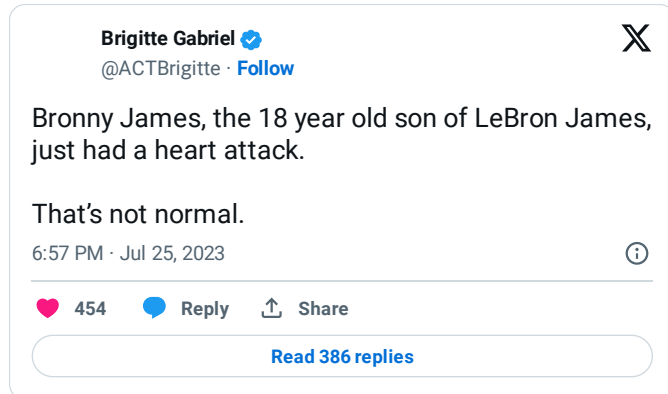 Brigitte Gabriel
@ACTBrigitte · Follow
Bronny James, the 18 year old son of LeBron James,
just had a heart attack.
That’s not normal.
6:57 PM · Jul 25, 2023
454 Reply Share
Read 386 replies